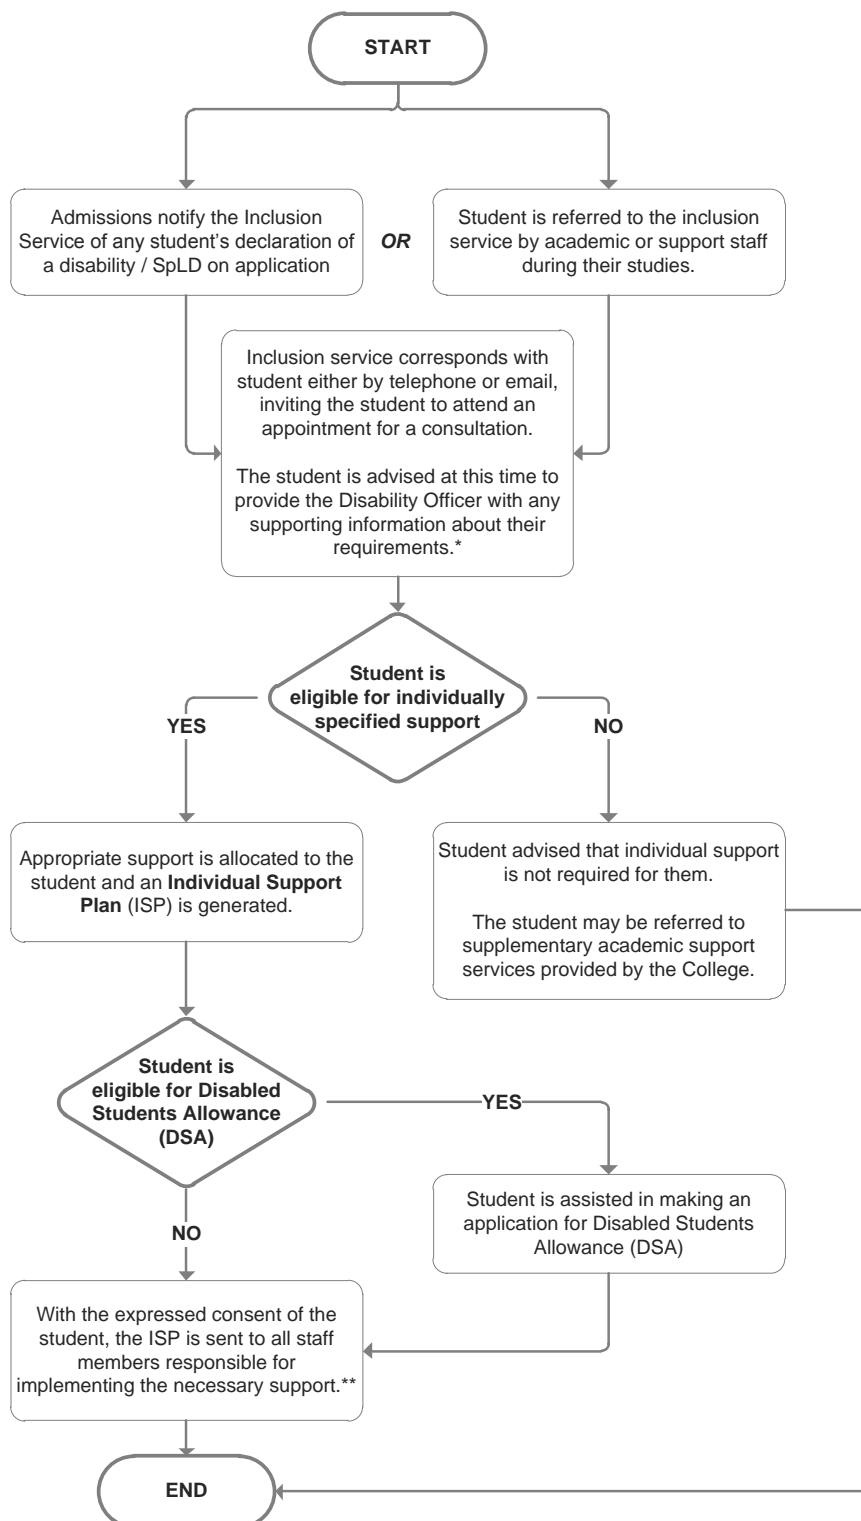 START
Admissions notify the Inclusion
Service of any student's declaration of
a disability / SpLD on application
OR
Student is referred to the inclusion
service by academic or support staff
during their studies.
Inclusion service corresponds with
student either by telephone or email,
inviting the student to attend an
appointment for a consultation.
The student is advised at this time to
provide the Disability Officer with any
supporting information about their
requirements.*
Student is
eligible for individually
specified support
YES
NO
Appropriate support is allocated to the
student and an Individual Support
Plan (ISP) is generated.
Student advised that individual support
is not required for them.
The student may be referred to
supplementary academic support
services provided by the College.
Student is
eligible for Disabled
Students Allowance
(DSA)
YES
NO
Student is assisted in making an
application for Disabled Students
Allowance (DSA)
With the expressed consent of the
student, the ISP is sent to all staff
members responsible for
implementing the necessary support.**
END